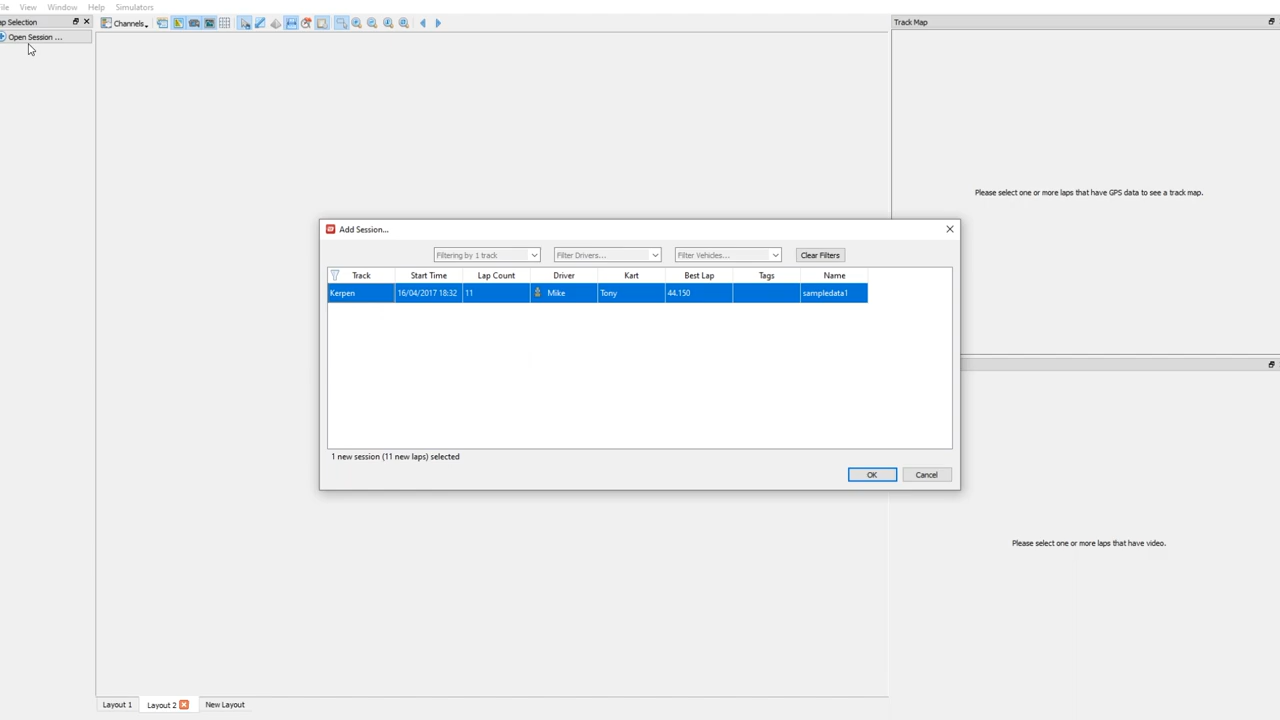 ile View Window Help Simulators
ap Selection
Open Session ...
Channels
Track Map
Please select one or more laps that have GPS data to see a track map.
Add Session...
Filtering by 1 track Filter Drivers... Filter Vehicles... Clear Filters
Track Start Time Lap Count Driver Kart Best Lap Tags Name
Kerpen 16/04/2017 18:32 11 Mike Tony 44.150 sampledata1
1 new session (11 new laps) selected
OK Cancel
Please select one or more laps that have video.
Layout 1 Layout 2 New Layout